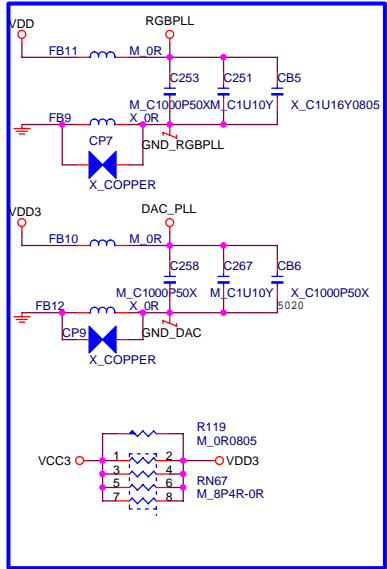 VDD
RGBPLL
FB11
M_0R
C253
C251
CB5
M_C1000P50X
M_C1U10Y
X_C1U16Y0805
FB9
X_0R
GND_RGBPLL
CP7
X_COPPER
VDD3
DAC_PLL
FB10
M_0R
C258
C267
CB6
M_C1000P50X
M_C1U10Y
X_C1000P50X
5020
FB12
X_0R
GND_DAC
CP9
X_COPPER
R119
M_0R0805
VCC3
1
2
VDD3
3
4
5
6
RN67
7
8
M_8P4R-0R